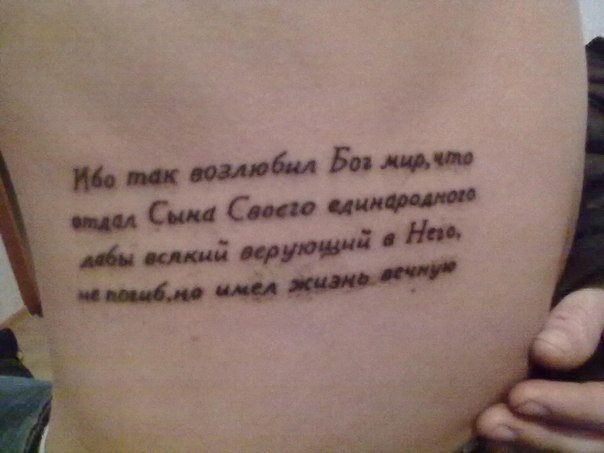 Ибо так возлюбил Бог мир, что
отдал Сына Своего единародного
дабы всякий верующий в Него,
не погиб, но имел жизнь вечную